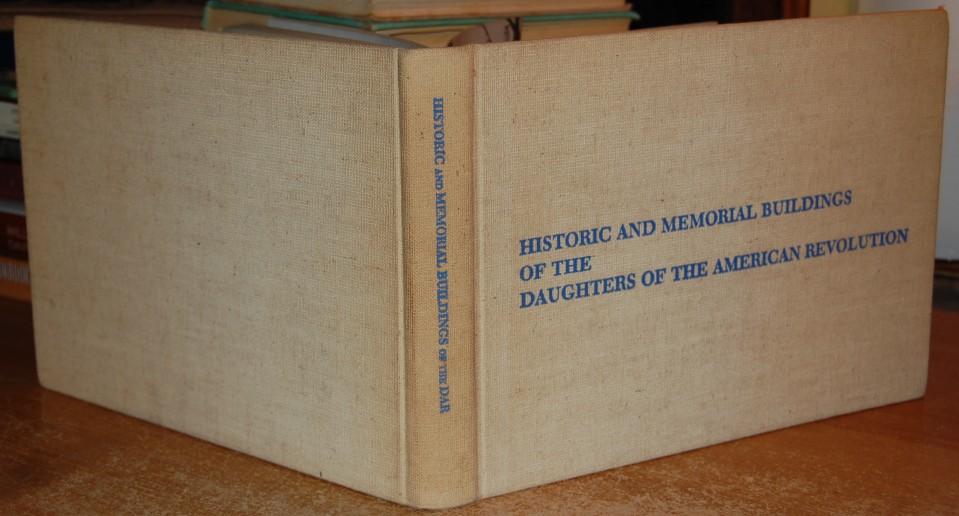 HISTORIC AND MEMORIAL BUILDINGS OF THE DAR
HISTORIC AND MEMORIAL BUILDINGS
OF THE
DAUGHTERS OF THE AMERICAN REVOLUTION